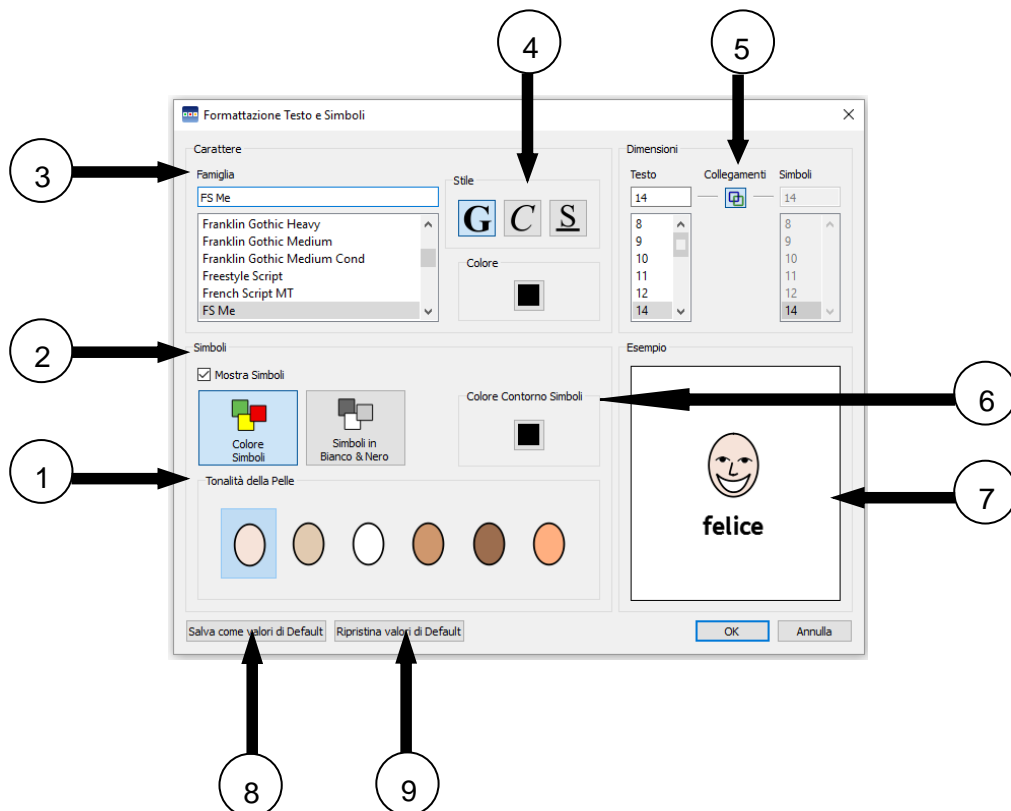 4
5
Formattazione Testo e Simboli
3
Carattere
Famiglia
FS Me
Franklin Gothic Heavy
Franklin Gothic Medium
Franklin Gothic Medium Cond
Freestyle Script
French Script MT
FS Me
Stile
G C S
Colore
Dimensioni
Testo Collegamenti Simboli
14 14
8 8
9 9
10 10
11 11
12 12
14 14
2
Simboli
Mostra Simboli
Colore
Simboli
Simboli in
Bianco & Nero
Colore Contorno Simboli
6
Esempio
felice
7
1
Tonalità della Pelle
Salva come valori di Default Ripristina valori di Default OK Annulla
8
9